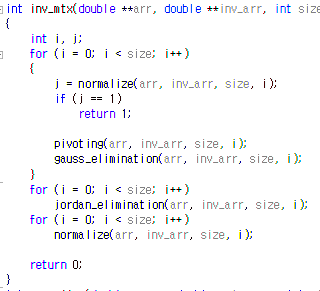 int inv_mtx(double **arr, double **inv_arr, int size
{
int i, j;
for (i = 0; i < size; i++)
{
j = normalize(arr, inv_arr, size, i);
if (j == 1)
return 1;
pivoting(arr, inv_arr, size, i);
gauss_elimination(arr, inv_arr, size, i);
}
for (i = 0; i < size; i++)
jordan_elimination(arr, inv_arr, size, i);
for (i = 0; i < size; i++)
normalize(arr, inv_arr, size, i);
return 0;
}